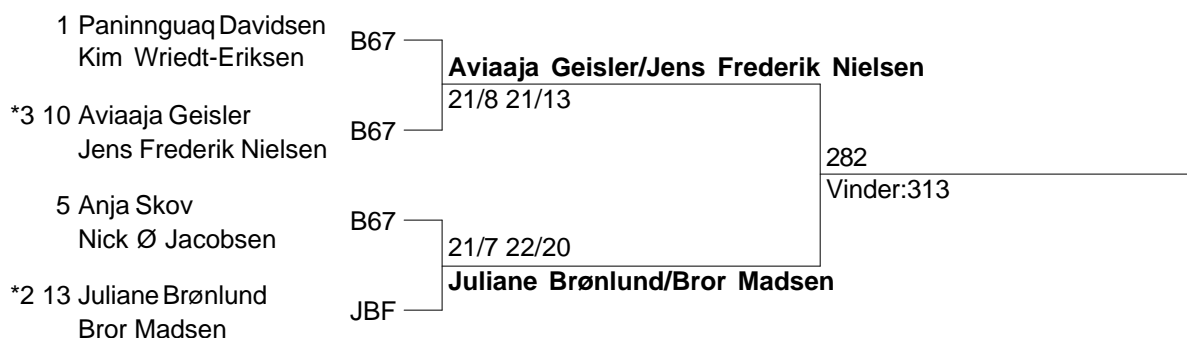 1 Paninnguaq Davidsen
Kim Wriedt-Eriksen
B67
Aviaaja Geisler/Jens Frederik Nielsen
21/8 21/13
*3 10 Aviaaja Geisler
Jens Frederik Nielsen
B67
282
Vinder:313
5 Anja Skov
Nick Ø Jacobsen
B67
21/7 22/20
Juliane Brønlund/Bror Madsen
*2 13 Juliane Brønlund
Bror Madsen
JBF